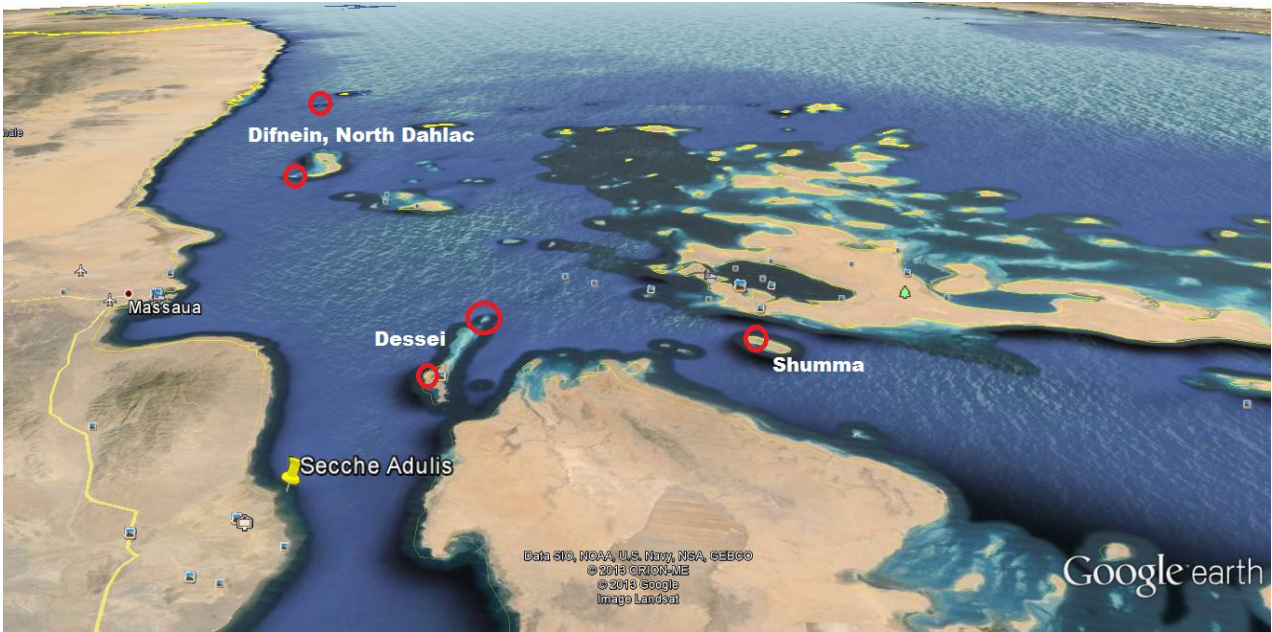 Difnein, North Dahlac
Massaua
Dessei
Shumma
Secche Adulis
Data SIO, NOAA, U.S. Navy, NGA, GEBCO
© 2013 ORION-ME
© 2013 Google
Image Landsat
Google earth